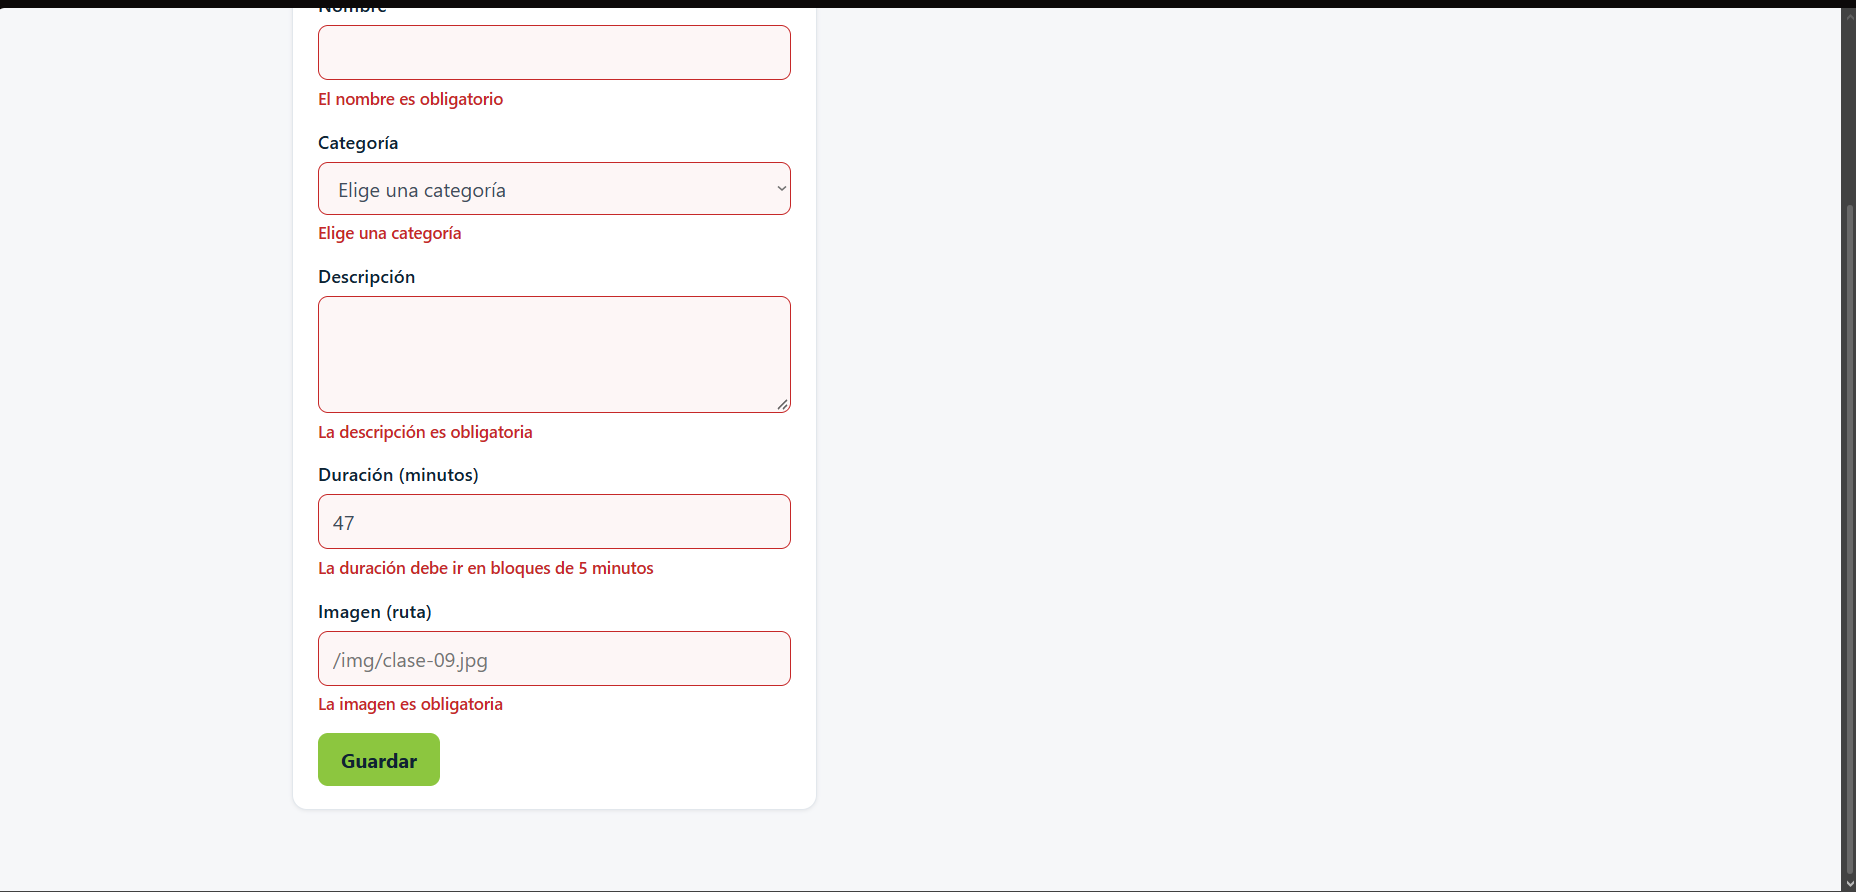 Nombre
El nombre es obligatorio
Categoría
Elige una categoría
Elige una categoría
Descripción
La descripción es obligatoria
Duración (minutos)
47
La duración debe ir en bloques de 5 minutos
Imagen (ruta)
/img/clase-09.jpg
La imagen es obligatoria
Guardar